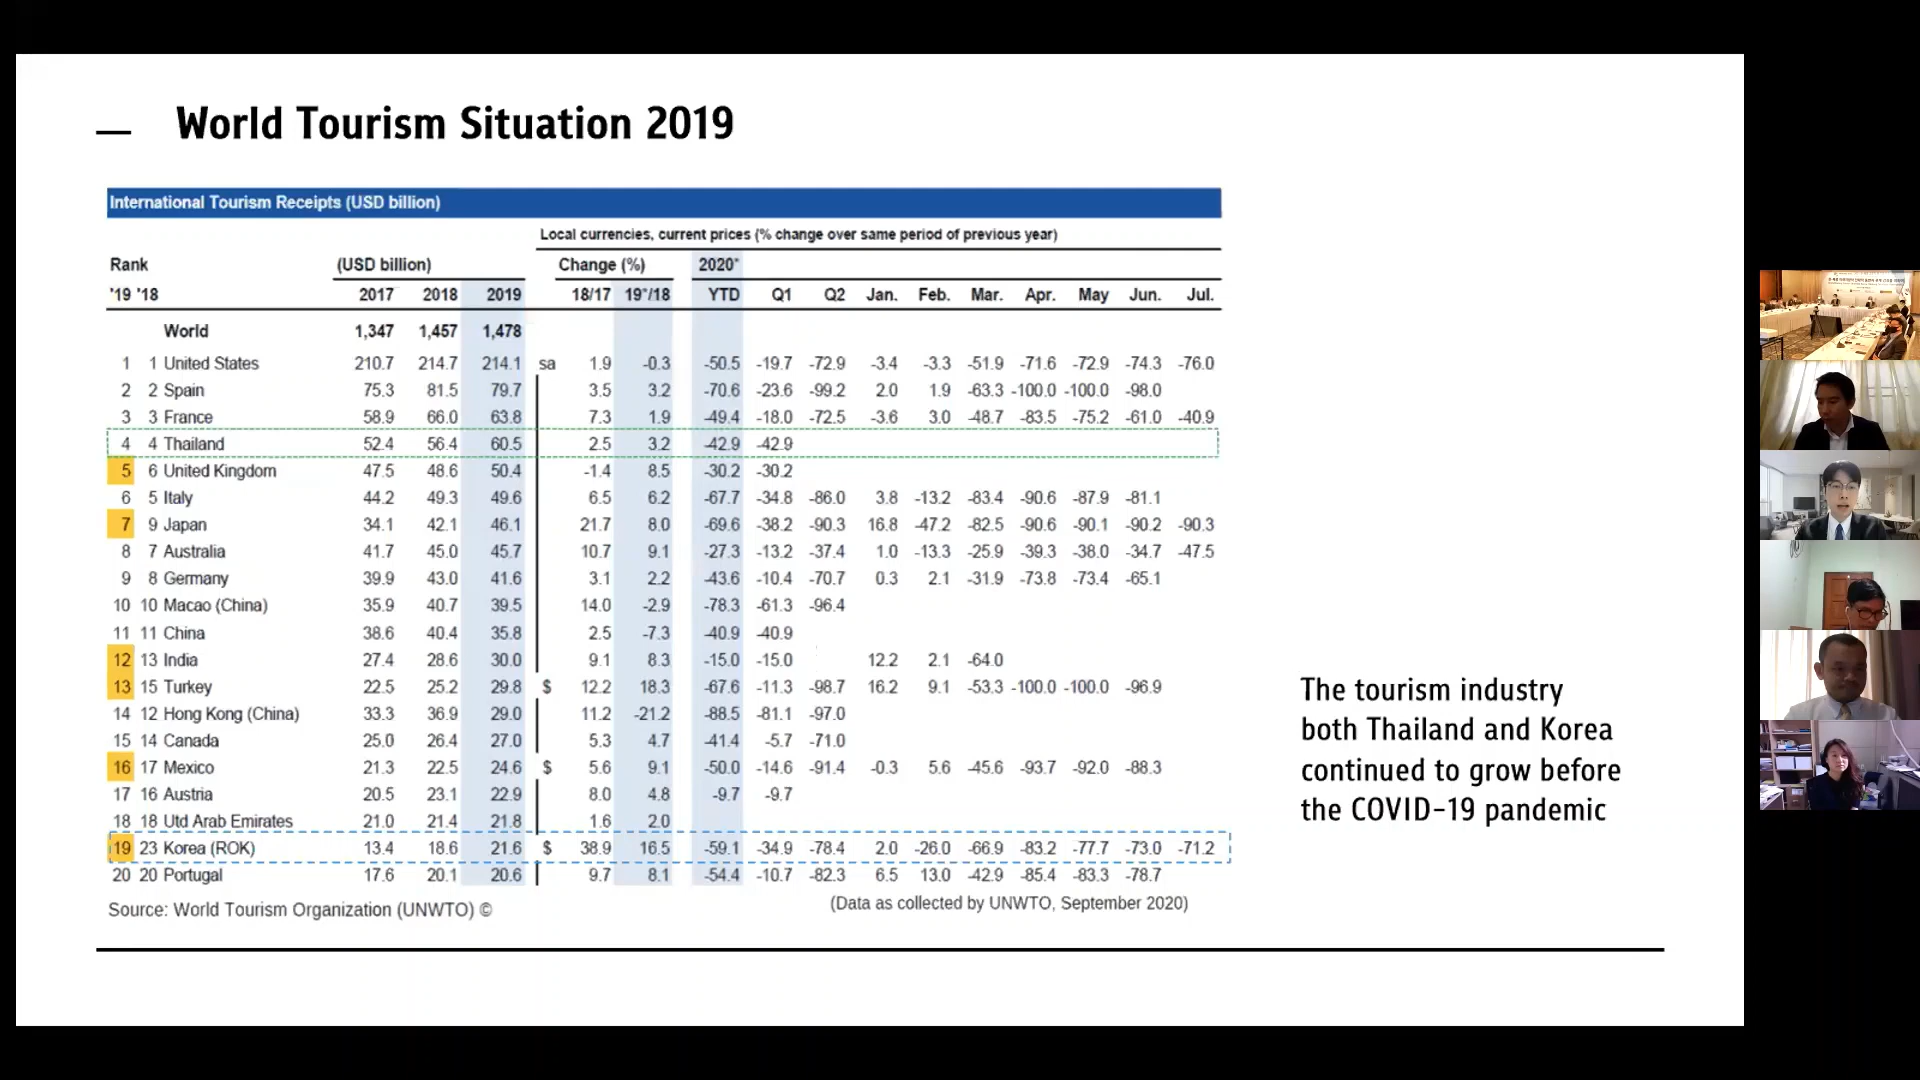 World Tourism Situation 2019
International Tourism Receipts (USD billion)
Local currencies, current prices (% change over same period of previous year)
Rank (USD billion) Change (%) 2020*
'19 '18 2017 2018 2019 18/17 19*/18 YTD Q1 Q2 Jan. Feb. Mar. Apr. May Jun. Jul.
World 1,347 1,457 1,478
1 1 United States 210.7 214.7 214.1 sa 1.9 -0.3 -50.5 -19.7 -72.9 -3.4 -3.3 -51.9 -71.6 -72.9 -74.3 -76.0
2 2 Spain 75.3 81.5 79.7 3.5 3.2 -70.6 -23.6 -99.2 2.0 1.9 -63.3 -100.0 -100.0 -98.0
3 3 France 58.9 66.0 63.8 7.3 1.9 -49.4 -18.0 -72.5 -3.6 3.0 -48.7 -83.5 -75.2 -61.0 -40.9
4 4 Thailand 52.4 56.4 60.5 2.5 3.2 -42.9 -42.9
5 6 United Kingdom 47.5 48.6 50.4 -1.4 8.5 -30.2 -30.2
6 5 Italy 44.2 49.3 49.6 6.5 6.2 -67.7 -34.8 -86.0 3.8 -13.2 -83.4 -90.6 -87.9 -81.1
7 9 Japan 34.1 42.1 46.1 21.7 8.0 -69.6 -38.2 -90.3 16.8 -47.2 -82.5 -90.6 -90.1 -90.2 -90.3
8 7 Australia 41.7 45.0 45.7 10.7 9.1 -27.3 -13.2 -37.4 1.0 -13.3 -25.9 -39.3 -38.0 -34.7 -47.5
9 8 Germany 39.9 43.0 41.6 3.1 2.2 -43.6 -10.4 -70.7 0.3 2.1 -31.9 -73.8 -73.4 -65.1
10 10 Macao (China) 35.9 40.7 39.5 14.0 -2.9 -78.3 -61.3 -96.4
11 11 China 38.6 40.4 35.8 2.5 -7.3 -40.9 -40.9
12 13 India 27.4 28.6 30.0 9.1 8.3 -15.0 -15.0 12.2 2.1 -64.0
13 15 Turkey 22.5 25.2 29.8 $ 12.2 18.3 -67.6 -11.3 -98.7 16.2 9.1 -53.3 -100.0 -100.0 -96.9
14 12 Hong Kong (China) 33.3 36.9 29.0 11.2 -21.2 -88.5 -81.1 -97.0
15 14 Canada 25.0 26.4 27.0 5.3 4.7 -41.4 -5.7 -71.0
16 17 Mexico 21.3 22.5 24.6 $ 5.6 9.1 -50.0 -14.6 -91.4 -0.3 5.6 -45.6 -93.7 -92.0 -88.3
17 16 Austria 20.5 23.1 22.9 8.0 4.8 -9.7 -9.7
18 18 Utd Arab Emirates 21.0 21.4 21.8 1.6 2.0
19 23 Korea (ROK) 13.4 18.6 21.6 $ 38.9 16.5 -59.1 -34.9 -78.4 2.0 -26.0 -66.9 -83.2 -77.7 -73.0 -71.2
20 20 Portugal 17.6 20.1 20.6 9.7 8.1 -54.4 -10.7 -82.3 6.5 13.0 -42.9 -85.4 -83.3 -78.7
Source: World Tourism Organization (UNWTO) ©
(Data as collected by UNWTO, September 2020)
The tourism industry
both Thailand and Korea
continued to grow before
the COVID-19 pandemic